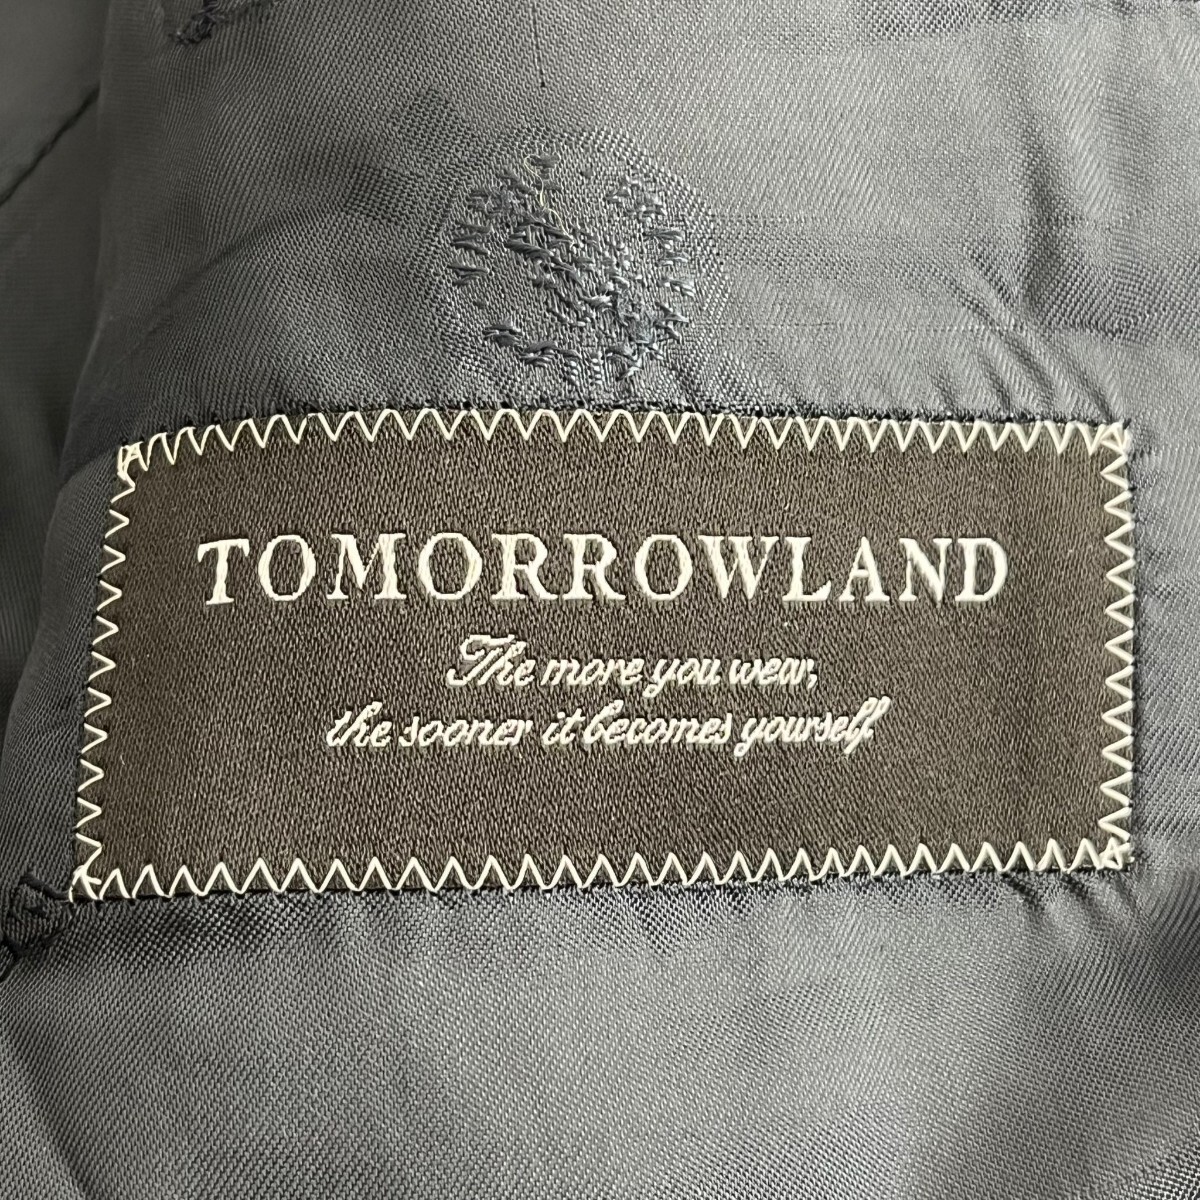 TOMORROWLAND
The more you wear,
the sooner it becomes yourself.